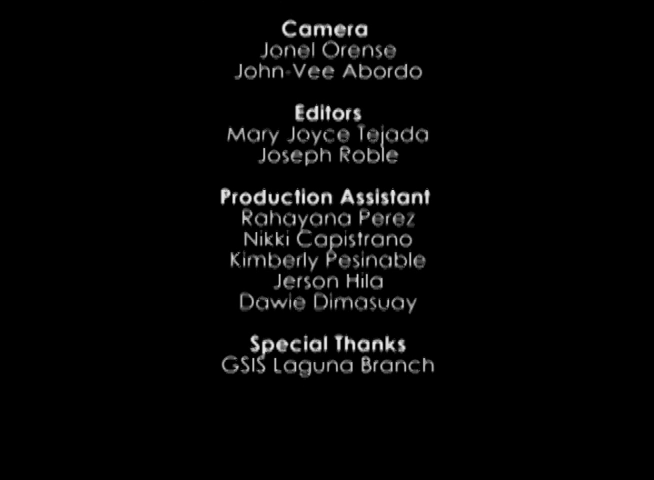 Camera
Jonel Orense
John-Vee Abordo
Editors
Mary Joyce Tejada
Joseph Roble
Production Assistant
Rahayana Perez
Nikki Capistrano
Kimberly Pesinable
Jerson Hila
Dawie Dimasuay
Special Thanks
GSIS Laguna Branch